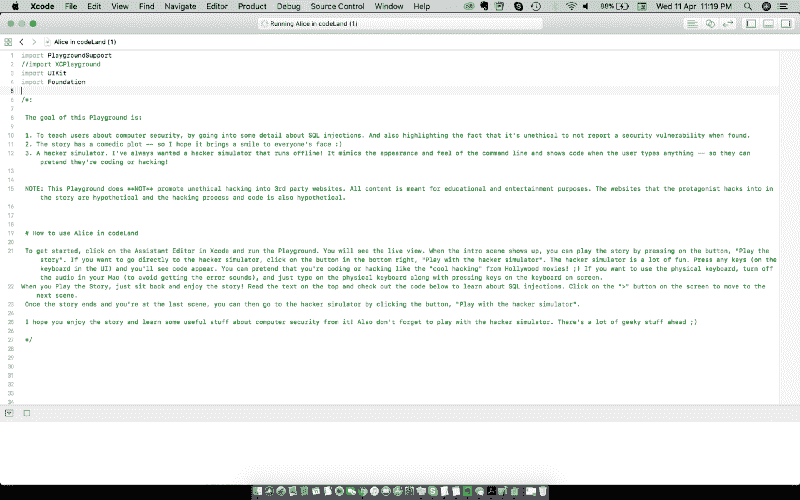 Xcode File Edit View Find Navigate Editor Product Debug Source Control Window Help 88% Wed 11 Apr 11:19 PM
Running Alice in codeLand (1)
Alice in codeLand (1)
1 import PlaygroundSupport
2 //import XCPlayground
3 import UIKit
4 import Foundation
5
6 /*:
7
8 The goal of this Playground is:
9
10 1. To teach users about computer security, by going into some detail about SQL injections. And also highlighting the fact that it's unethical to not report a security vulnerability when found.
11 2. The story has a comedic plot -- so I hope it brings a smile to everyone's face :)
12 3. A hacker simulator. I've always wanted a hacker simulator that runs offline! It mimics the appearance and feel of the command line and shows code when the user types anything -- so they can
pretend they're coding or hacking!
13
14
15 NOTE: This Playground does **NOT** promote unethical hacking into 3rd party websites. All content is meant for educational and entertainment purposes. The websites that the protagonist hacks into in
the story are hypothetical and the hacking process and code is also hypothetical.
16
17
18
19 # How to use Alice in codeLand
20
21 To get started, click on the Assistant Editor in Xcode and run the Playground. You will see the live view. When the intro scene shows up, you can play the story by pressing on the button, "Play the
story". If you want to go directly to the hacker simulator, click on the button in the bottom right, "Play with the hacker simulator". The hacker simulator is a lot of fun. Press any keys (on the
keyboard in the UI) and you'll see code appear. You can pretend that you're coding or hacking like the "cool hacking" from Hollywood movies! ;) If you want to use the physical keyboard, turn off
the audio in your Mac (to avoid getting the error sounds), and just type on the physical keyboard along with pressing keys on the keyboard on screen.
22 When you Play the Story, just sit back and enjoy the story! Read the text on the top and check out the code below to learn about SQL injections. Click on the ">" button on the screen to move to the
next scene.
23 Once the story ends and you're at the last scene, you can then go to the hacker simulator by clicking the button, "Play with the hacker simulator".
24
25 I hope you enjoy the story and learn some useful stuff about computer security from it! Also don't forget to play with the hacker simulator. There's a lot of geeky stuff ahead ;)
26
27 */
28
29
30
31
32
33
34